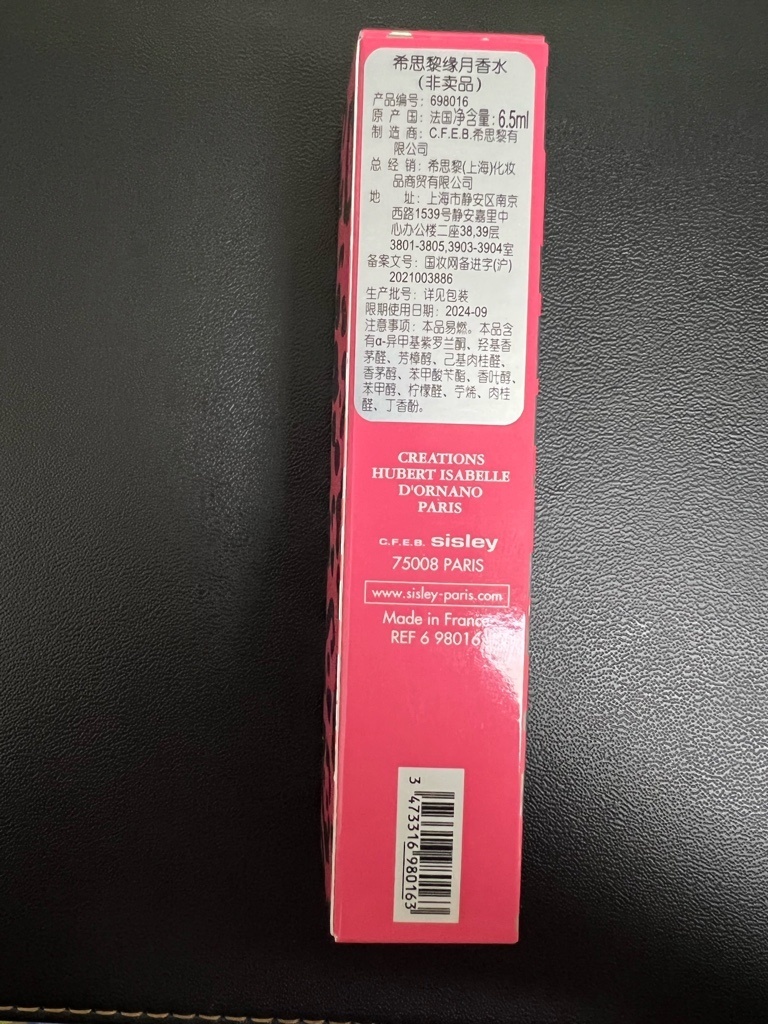 希思黎缘月香水
（非卖品）
产品编号：698016
原 产 国：法国净含量：6.5ml
制 造 商：C.F.E.B.希思黎有
限公司
总 经 销：希思黎(上海)化妆
品商贸有限公司
地 址：上海市静安区南京
西路1539号静安嘉里中
心办公楼二座38,39层
3801-3805,3903-3904室
备案文号：国妆网备进字(沪)
2021003886
生产批号：详见包装
限期使用日期：2024-09
注意事项：本品易燃。本品含
有α-异甲基紫罗兰酮、羟基香
茅醛、芳樟醇、己基肉桂醛、
香茅醇、苯甲酸苄酯、香叶醇、
苯甲醇、柠檬醛、苧烯、肉桂
醛、丁香酚。
CREATIONS
HUBERT ISABELLE
D'ORNANO
PARIS
C.F.E.B. sisley
75008 PARIS
www.sisley-paris.com
Made in France
REF 6 98016
3 473316 980163